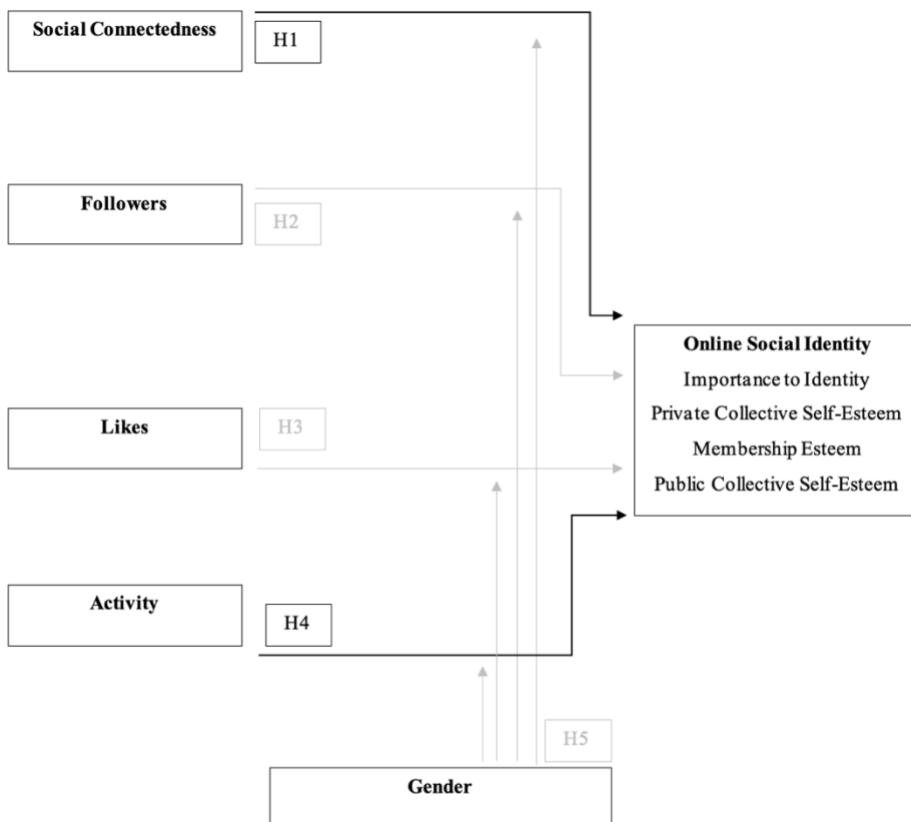 Social Connectedness
H1
Followers
H2
Likes
H3
Activity
H4
Online Social Identity
Importance to Identity
Private Collective Self-Esteem
Membership Esteem
Public Collective Self-Esteem
H5
Gender